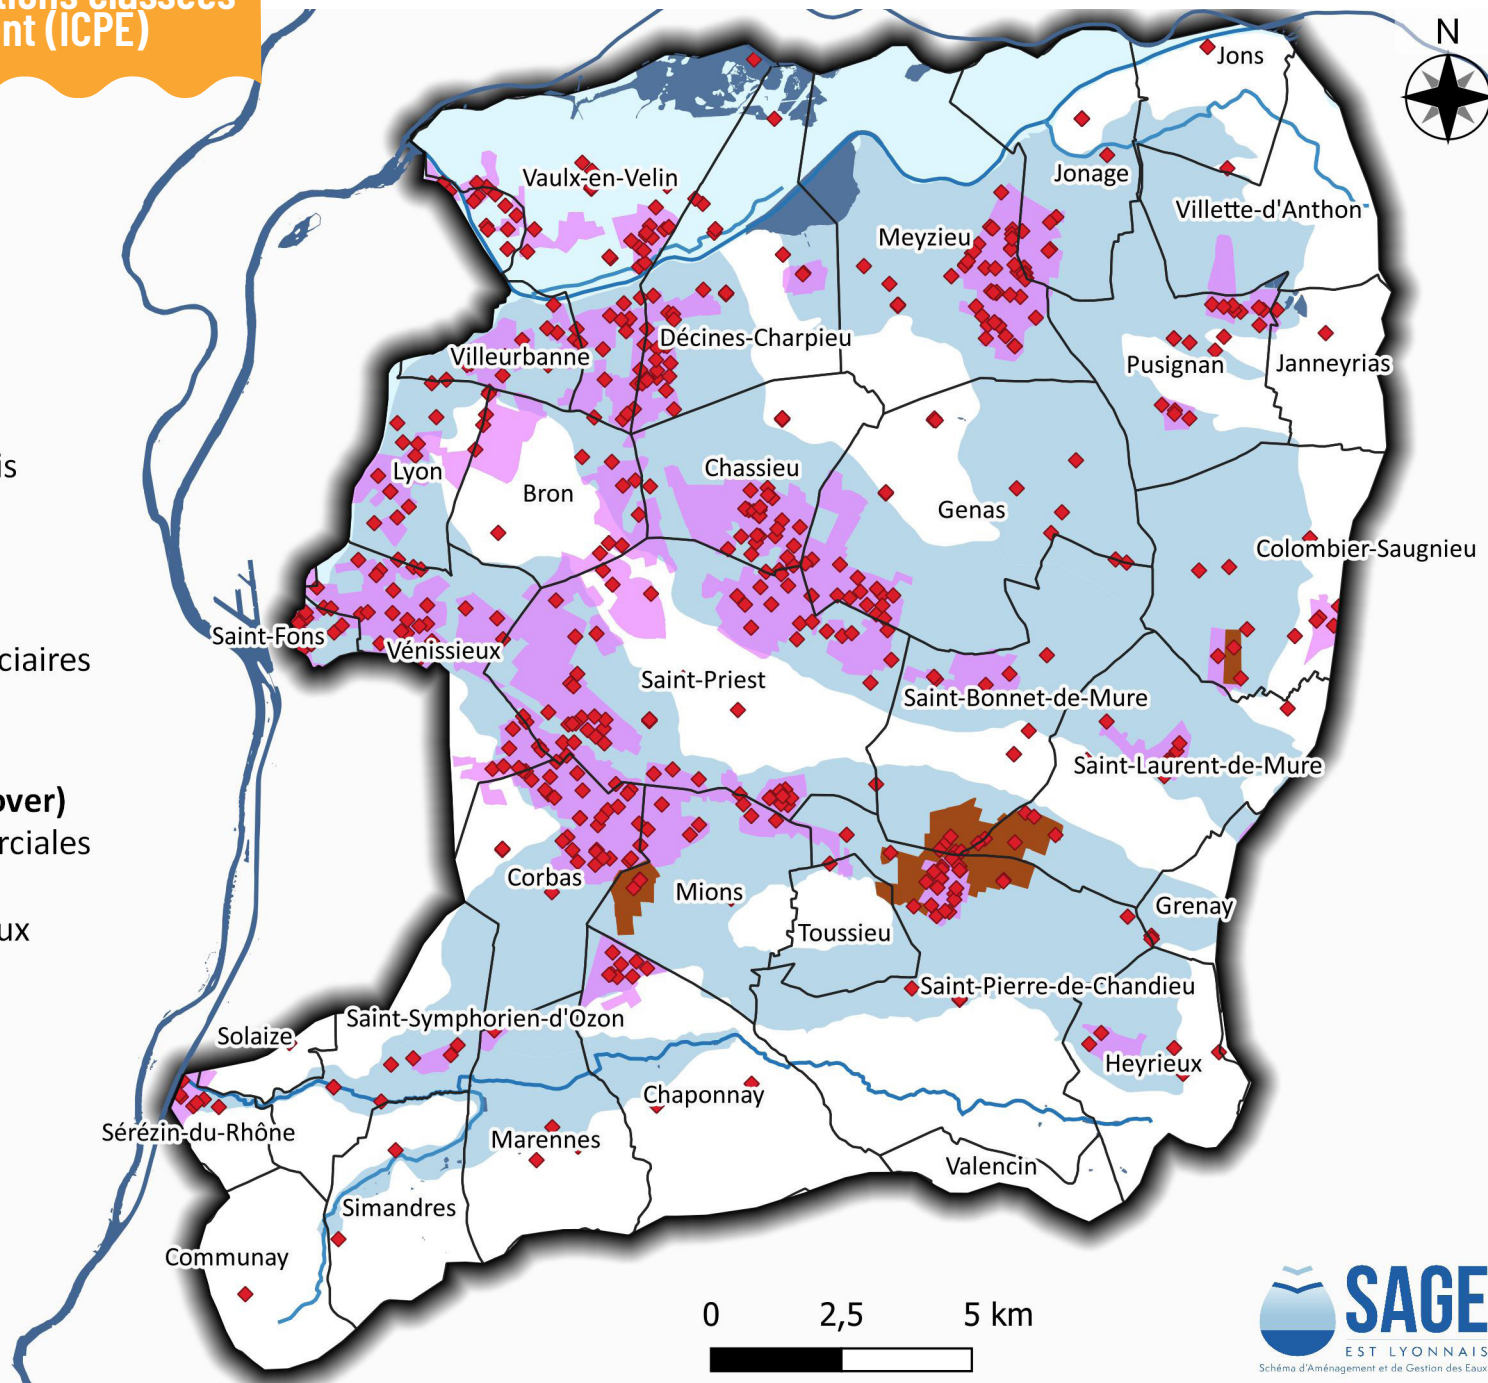 nt (ICPE)
N
Jons
Vaulx-en-Velin
Jonage
Villette-d'Anthon
Meyzieu
Décines-Charpieu
Villeurbanne
Pusignan
Janneyrias
is
Lyon
Chassieu
Bron
Genas
Colombier-Saugnieu
Saint-Fons
Vénissieux
ciaires
Saint-Priest
Saint-Bonnet-de-Mure
Saint-Laurent-de-Mure
over)
rciales
Corbas
Mions
Grenay
ux
Toussieu
Saint-Pierre-de-Chandieu
Saint-Symphorien-d'Ozon
Solaize
Heyrieux
Chaponnay
Sérézin-du-Rhône
Marennes
Valencin
Simandres
Communay
0 2,5 5 km
SAGE
EST LYONNAIS
Schéma d'Aménagement et de Gestion des Eaux